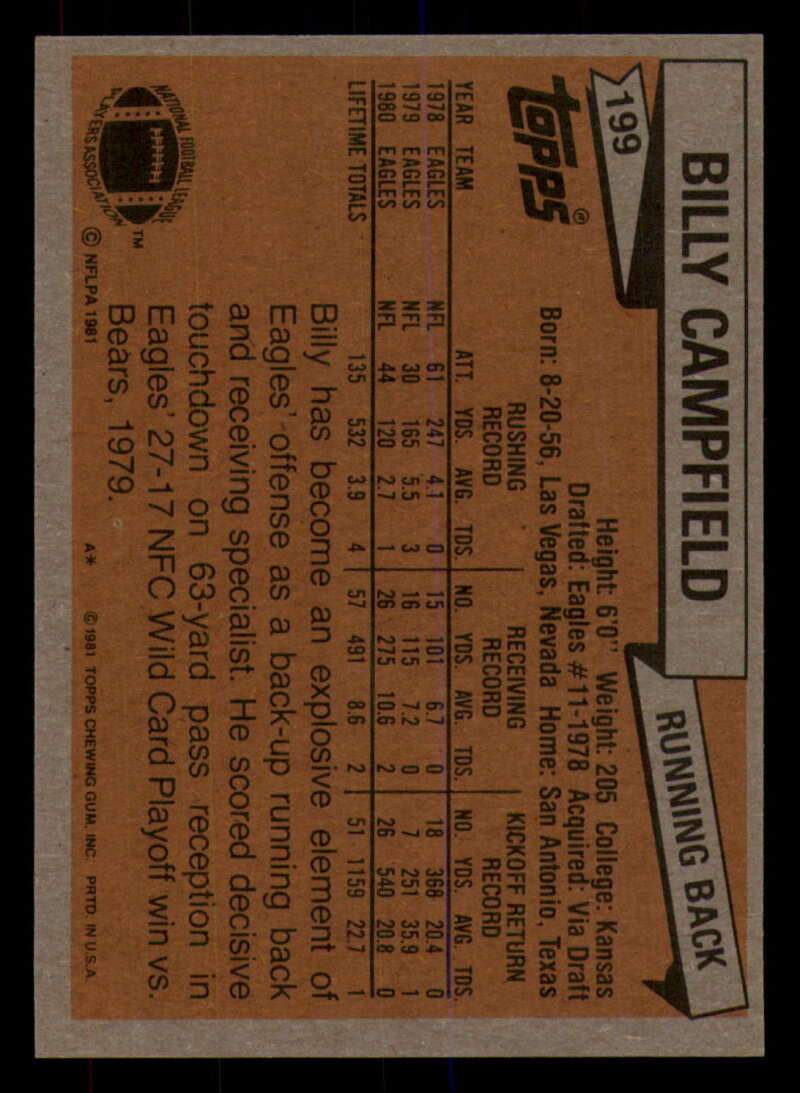 199
BILLY CAMPFIELD
RUNNING BACK
TOPPS®
Height: 6'0" Weight: 205 College: Kansas
Drafted: Eagles #11-1978 Acquired: Via Draft
Born: 8-20-56, Las Vegas, Nevada Home: San Antonio, Texas
RUSHING RECORD RECEIVING RECORD KICKOFF RETURN RECORD
YEAR TEAM ATT. YDS. AVG. TDS. NO. YDS. AVG. TDS. NO. YDS. AVG. TDS.
1978 EAGLES NFL 61 247 4.1 0 15 101 6.7 0 18 368 20.4 0
1979 EAGLES NFL 30 165 5.5 3 16 115 7.2 0 7 251 35.9 1
1980 EAGLES NFL 44 120 2.7 1 26 275 10.6 2 26 540 20.8 0
LIFETIME TOTALS 135 532 3.9 4 57 491 8.6 2 51 1159 22.7 1
Billy has become an explosive element of
Eagles' offense as a back-up running back
and receiving specialist. He scored decisive
touchdown on 63-yard pass reception in
Eagles' 27-17 NFC Wild Card Playoff win vs.
Bears, 1979.
NATIONAL FOOTBALL LEAGUE
PLAYERS ASSOCIATION
TM
© NFLPA 1981
A* ©1981 TOPPS CHEWING GUM, INC. PRTD. IN U.S.A.